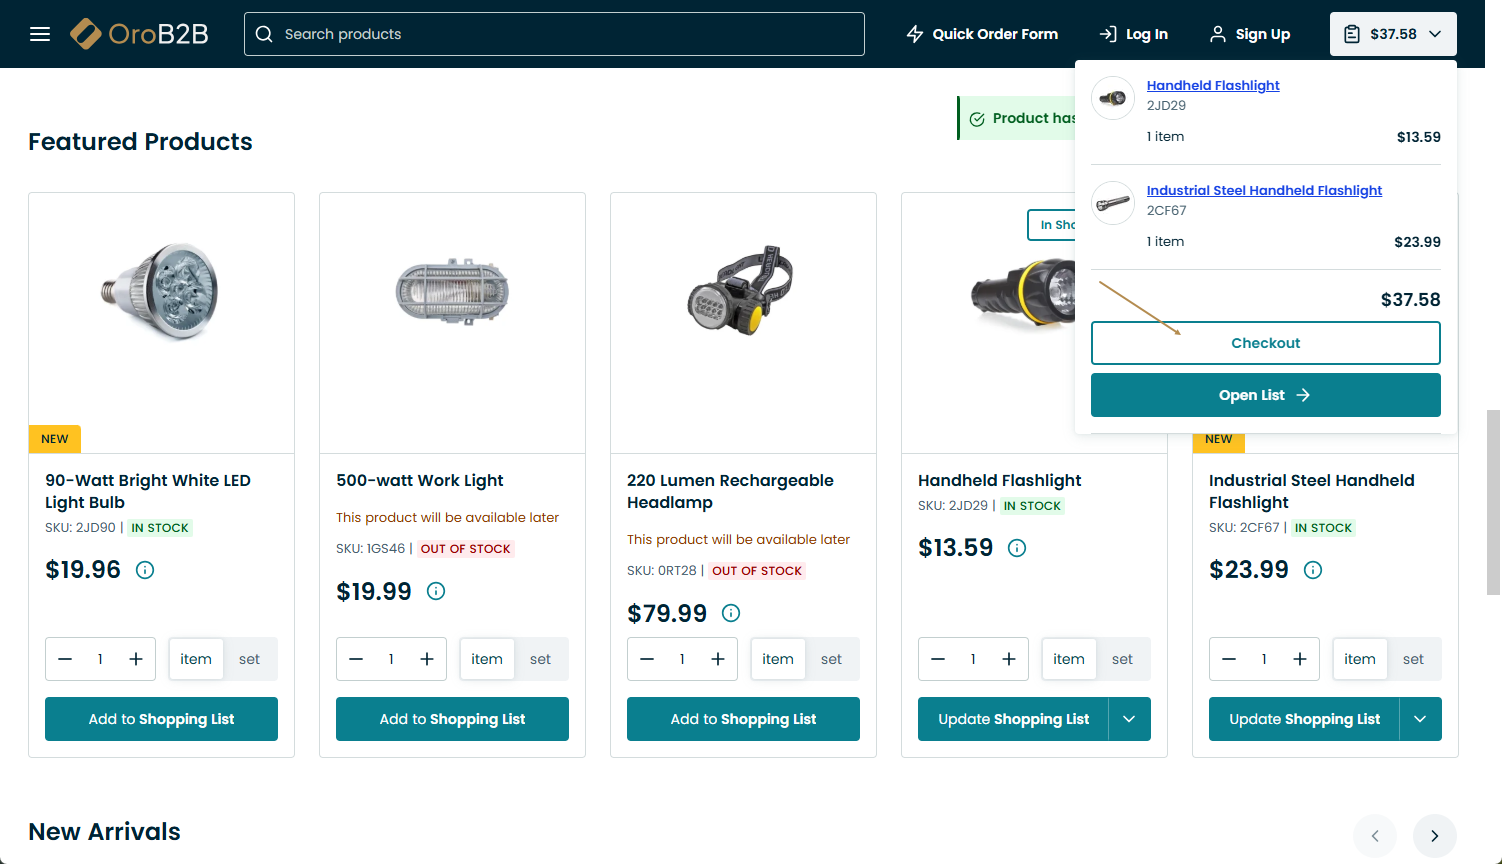 OroB2B
Search products
Quick Order Form
Log In
Sign Up
$37.58
Handheld Flashlight
2JD29
1 item
$13.59
Industrial Steel Handheld Flashlight
2CF67
1 item
$23.99
$37.58
Checkout
Open List
Product has
Featured Products
In Sho
NEW
90-Watt Bright White LED
Light Bulb
SKU: 2JD90 | IN STOCK
$19.96
1
item
set
Add to Shopping List
500-watt Work Light
This product will be available later
SKU: 1GS46 | OUT OF STOCK
$19.99
1
item
set
Add to Shopping List
220 Lumen Rechargeable
Headlamp
This product will be available later
SKU: 0RT28 | OUT OF STOCK
$79.99
1
item
set
Add to Shopping List
Handheld Flashlight
SKU: 2JD29 | IN STOCK
$13.59
1
item
set
Update Shopping List
NEW
Industrial Steel Handheld
Flashlight
SKU: 2CF67 | IN STOCK
$23.99
1
item
set
Update Shopping List
New Arrivals